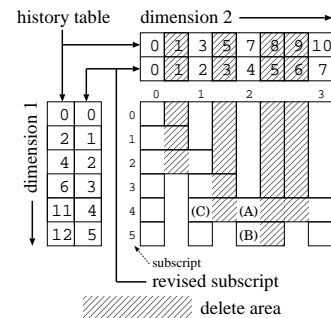 history table
dimension 2
0 1 3 5 7 8 9 10
0 1 2 3 4 5 6 7
0 1 2 3
dimension 1
0 0
2 1
4 2
6 3
11 4
12 5
0
1
2
3
4
5
(C) (A)
(B)
subscript
revised subscript
delete area